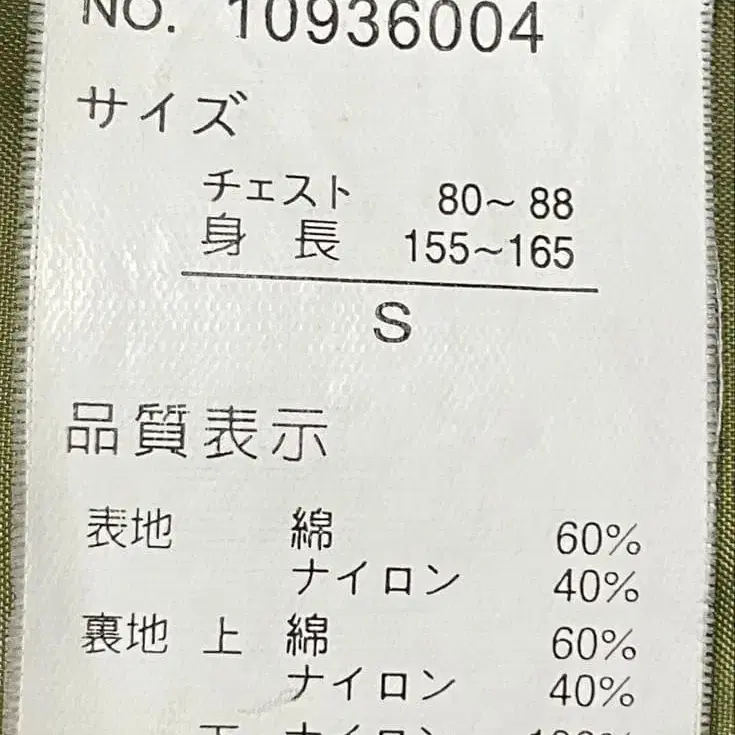 NO. 10936004
サイズ
チェスト 80~88
身長 155~165
S
品質表示
表地 綿 60%
ナイロン 40%
裏地 上 綿 60%
ナイロン 40%